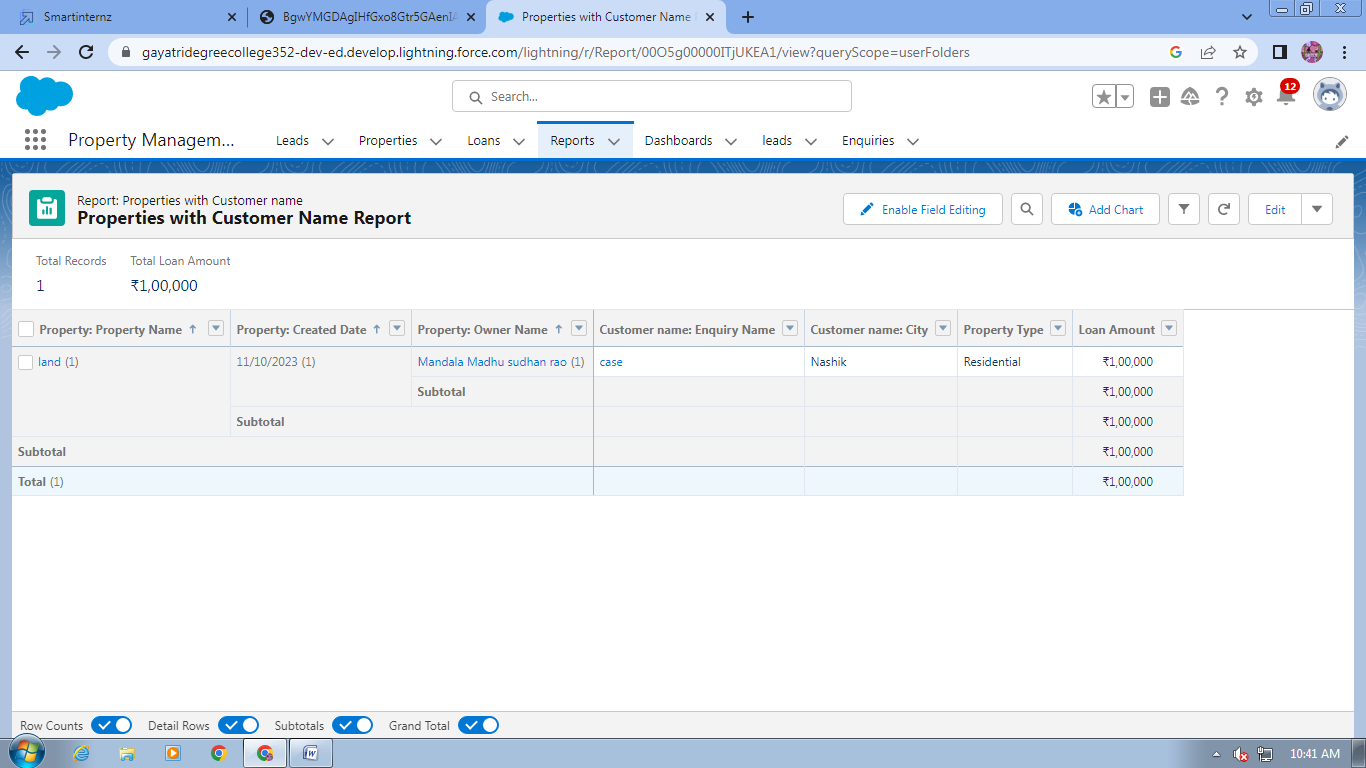 Smartinternz
BgwYMGDAgIHfGxo8Gtr5GAenI
Properties with Customer Name
gayatridegreecollege352-dev-ed.develop.lightning.force.com/lightning/r/Report/00O5g00000ITjUKEA1/view?queryScope=userFolders
Search...
12
Property Managem...
Leads
Properties
Loans
Reports
Dashboards
leads
Enquiries
Report: Properties with Customer name
Properties with Customer Name Report
Enable Field Editing
Add Chart
Edit
Total Records
Total Loan Amount
1
₹1,00,000
Property: Property Name ↑ Property: Created Date ↑ Property: Owner Name ↑ Customer name: Enquiry Name Customer name: City Property Type Loan Amount
land (1) 11/10/2023 (1) Mandala Madhu sudhan rao (1) case Nashik Residential ₹1,00,000
Subtotal ₹1,00,000
Subtotal ₹1,00,000
Subtotal ₹1,00,000
Total (1) ₹1,00,000
Row Counts Detail Rows Subtotals Grand Total
10:41 AM